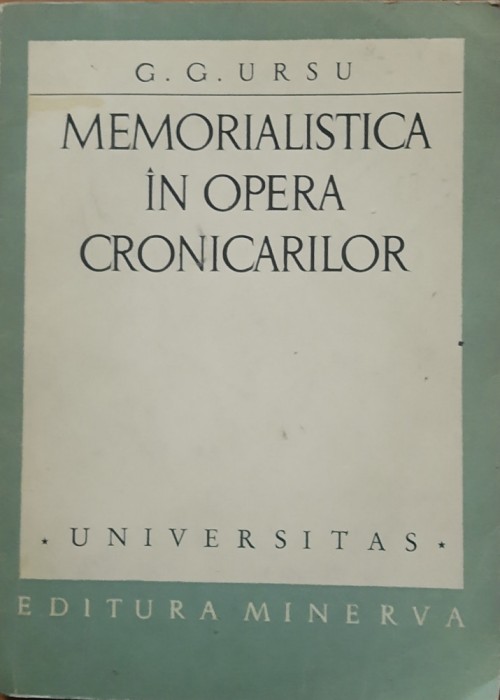 G. G. URSU
MEMORIALISTICA
ÎN OPERA
CRONICARILOR
* UNIVERSITAS *
EDITURA MINERVA